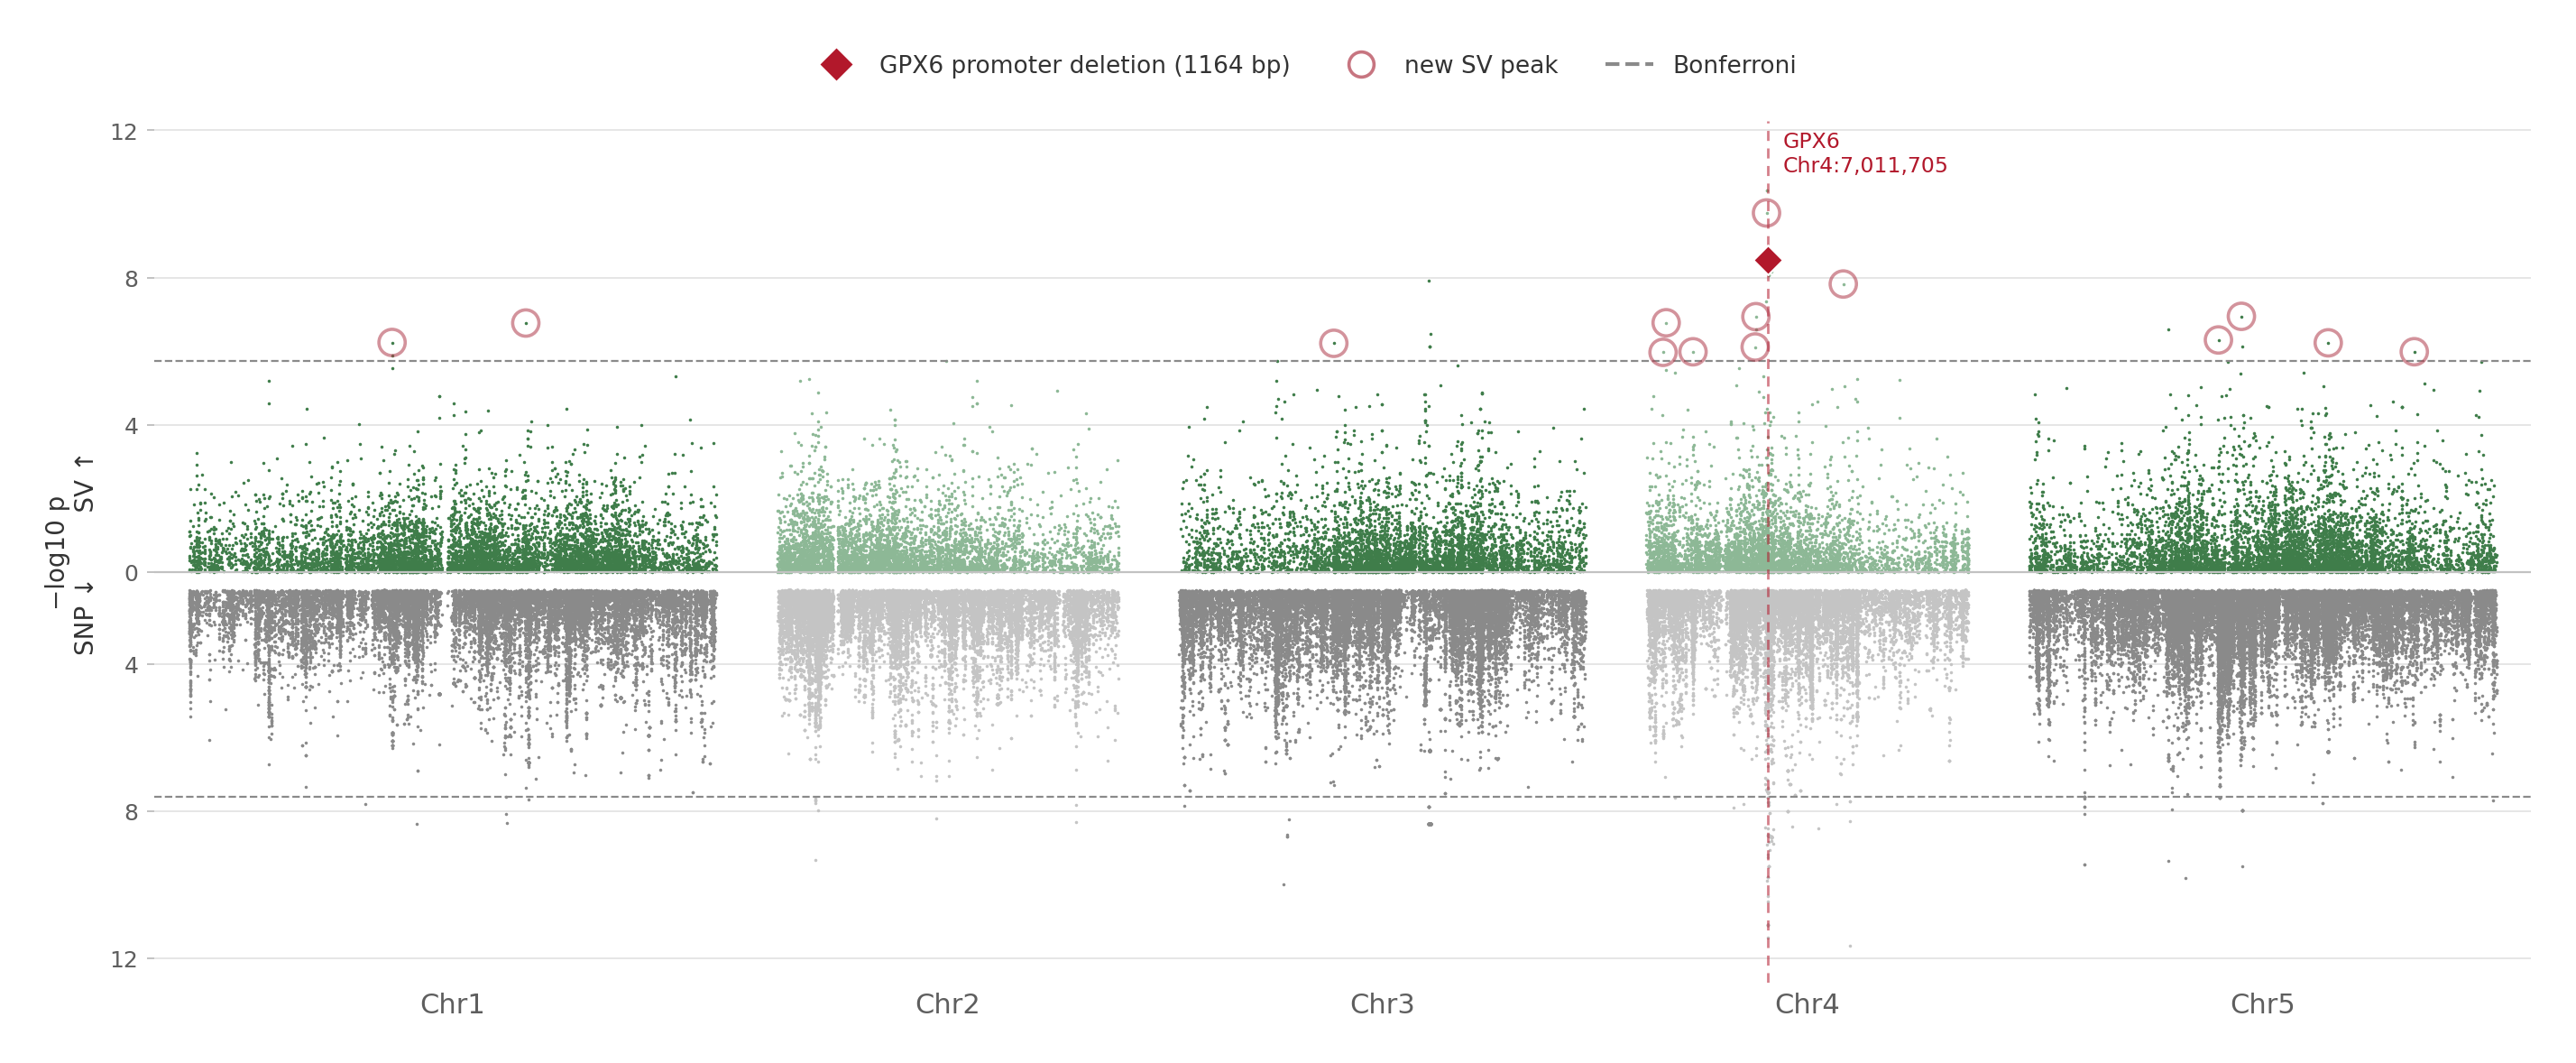 GPX6 promoter deletion (1164 bp)
new SV peak
Bonferroni
12
8
4
0
4
8
12
−log10 p
SNP ↓ SV ↑
GPX6
Chr4:7,011,705
Chr1
Chr2
Chr3
Chr4
Chr5